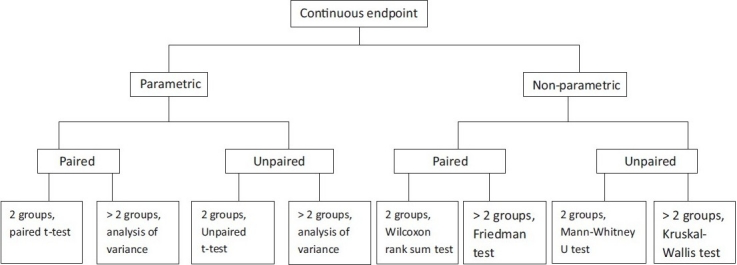 Continuous endpoint
Parametric
Non-parametric
Paired
Unpaired
Paired
Unpaired
2 groups,
paired t-test
> 2 groups,
analysis of
variance
2 groups,
Unpaired
t-test
> 2 groups,
analysis of
variance
2 groups,
Wilcoxon
rank sum test
> 2 groups,
Friedman
test
2 groups,
Mann-Whitney
U test
> 2 groups,
Kruskal-
Wallis test